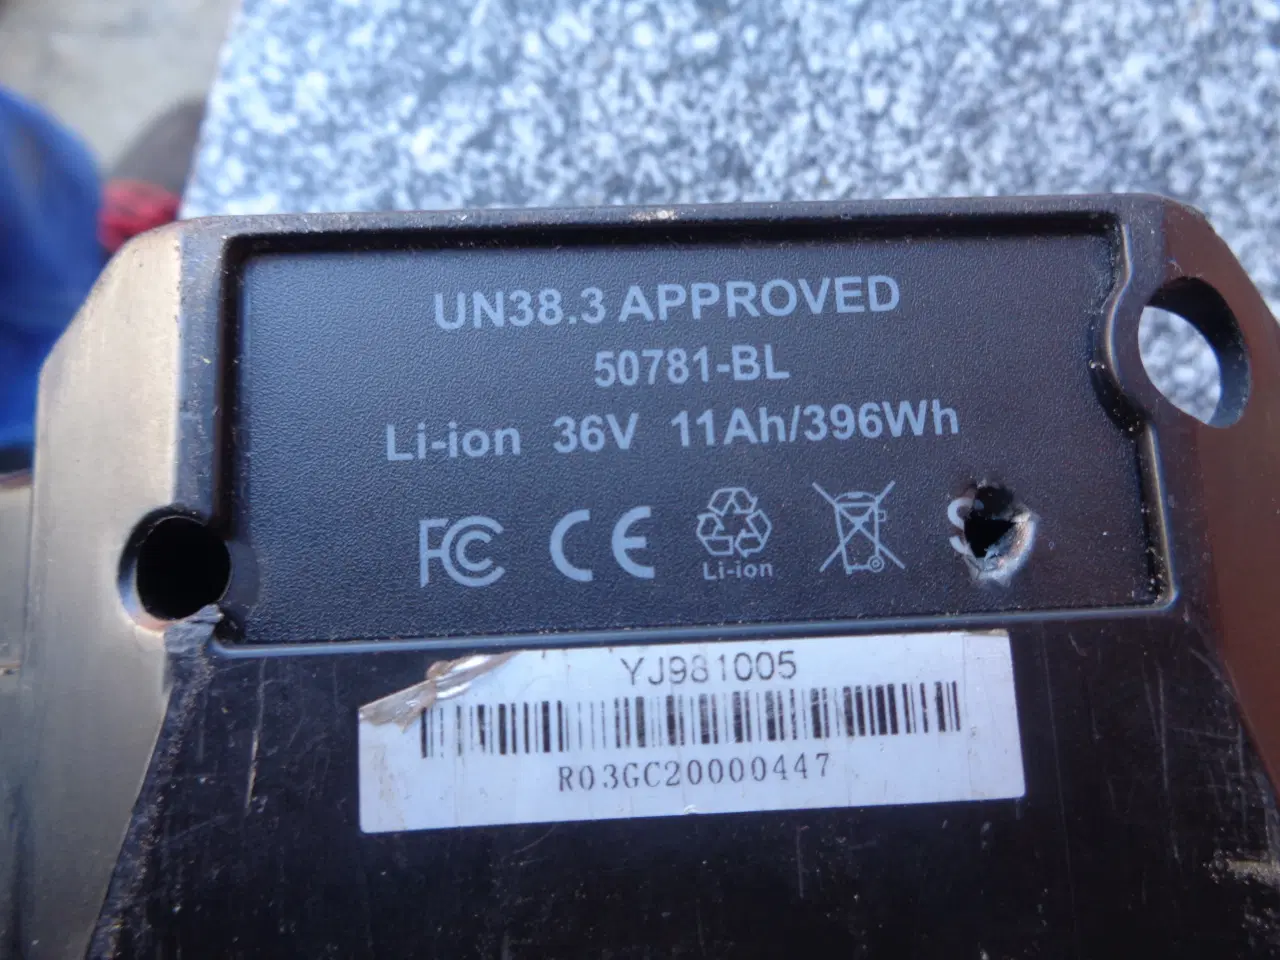 UN38.3 APPROVED
50781-BL
Li-ion 36V 11Ah/396Wh
FC CE
Li-ion
YJ981005
R03GC20000447